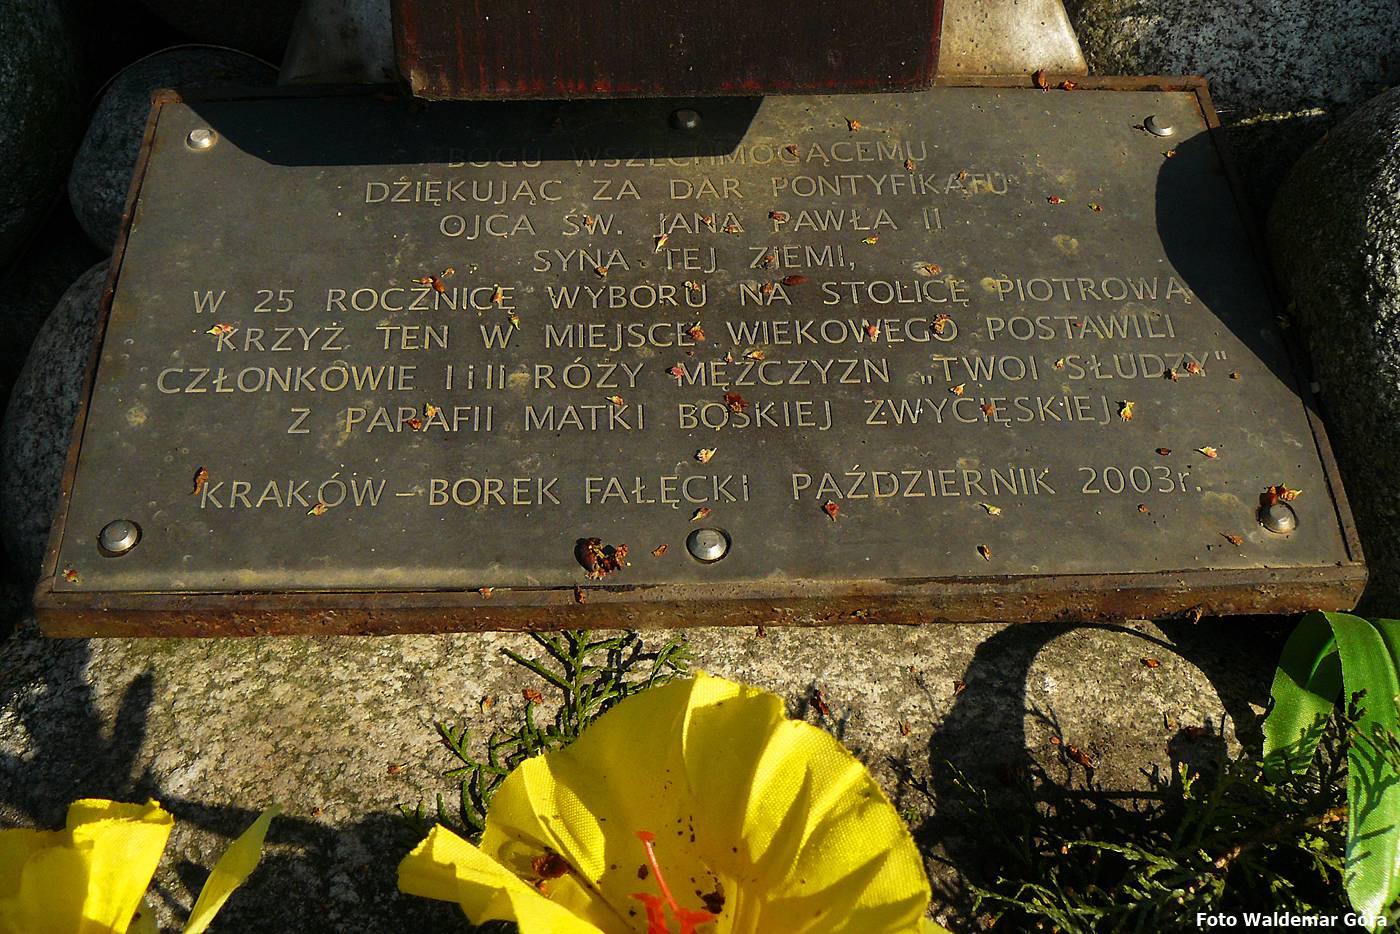 BOGU WSZECHMOGĄCEMU
DZIĘKUJĄC ZA DAR PONTYFIKATU
OJCA ŚW. JANA PAWŁA II
SYNA TEJ ZIEMI,
W 25 ROCZNICĘ WYBORU NA STOLICĘ PIOTROWĄ
KRZYŻ TEN W MIEJSCE WIEKOWEGO POSTAWILI
CZŁONKOWIE I i II RÓŻY MĘŻCZYZN „TWOI SŁUDZY"
Z PARAFII MATKI BOSKIEJ ZWYCIĘSKIEJ
KRAKÓW – BOREK FAŁĘCKi PAŹDZIERNIK 2003r.
Foto Waldemar Góra